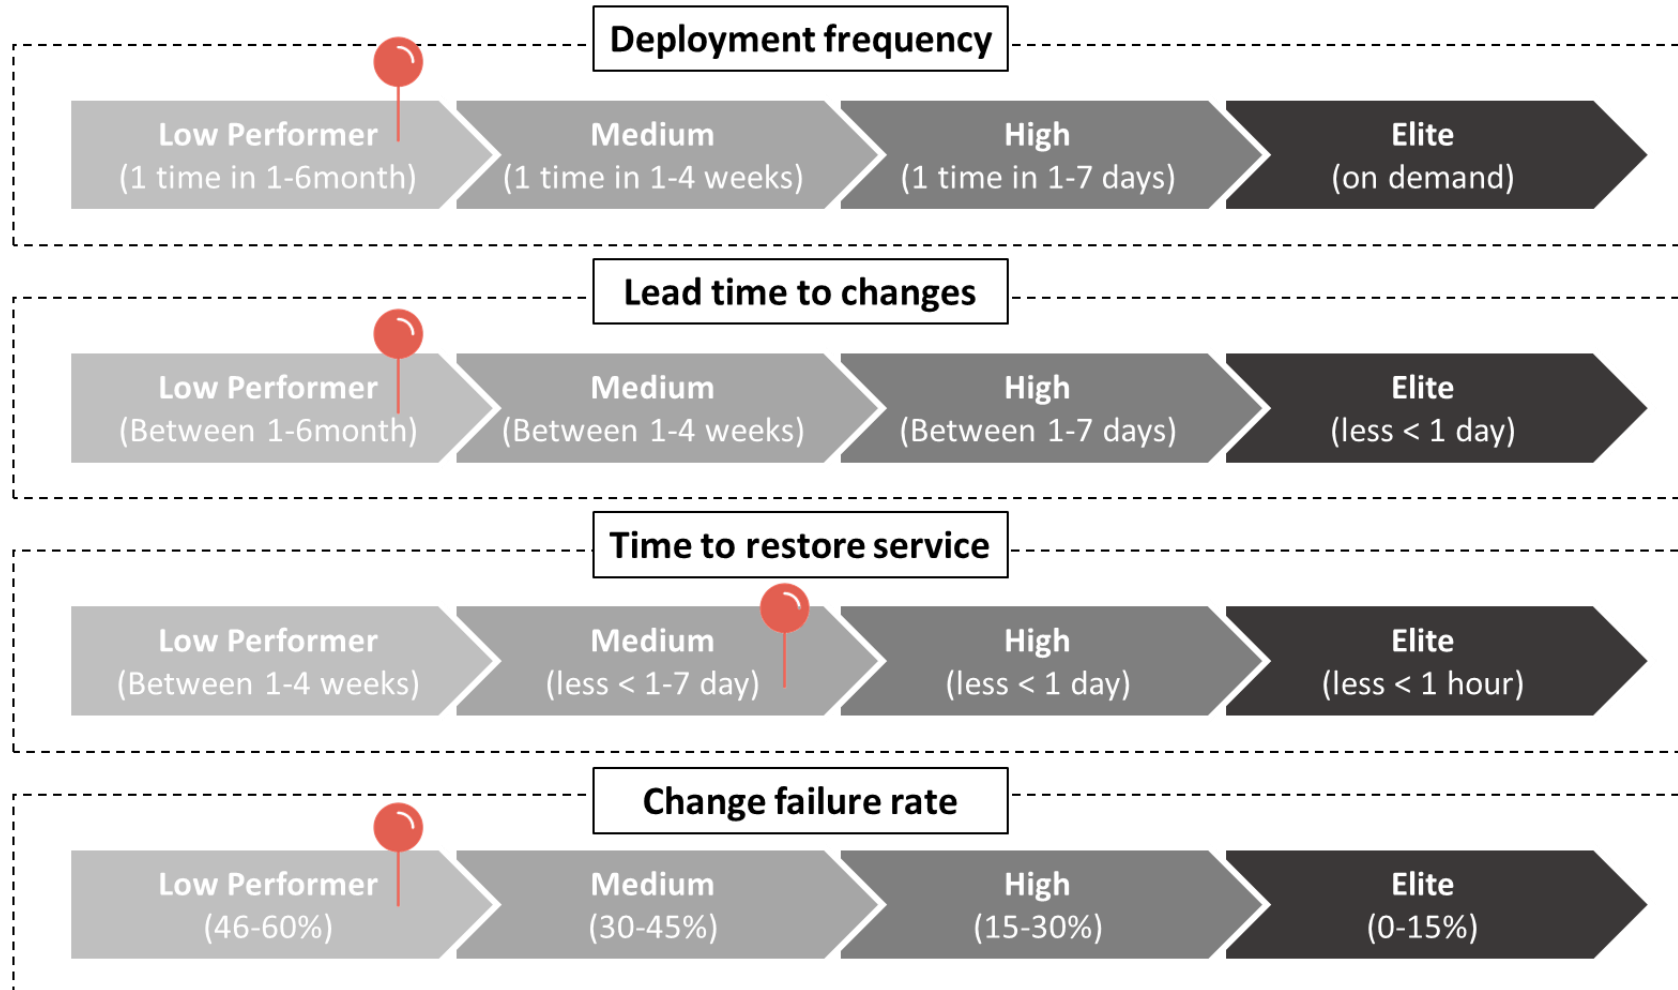 Deployment frequency
Low Performer
(1 time in 1-6month)
Medium
(1 time in 1-4 weeks)
High
(1 time in 1-7 days)
Elite
(on demand)
Lead time to changes
Low Performer
(Between 1-6month)
Medium
(Between 1-4 weeks)
High
(Between 1-7 days)
Elite
(less < 1 day)
Time to restore service
Low Performer
(Between 1-4 weeks)
Medium
(less < 1-7 day)
High
(less < 1 day)
Elite
(less < 1 hour)
Change failure rate
Low Performer
(46-60%)
Medium
(30-45%)
High
(15-30%)
Elite
(0-15%)